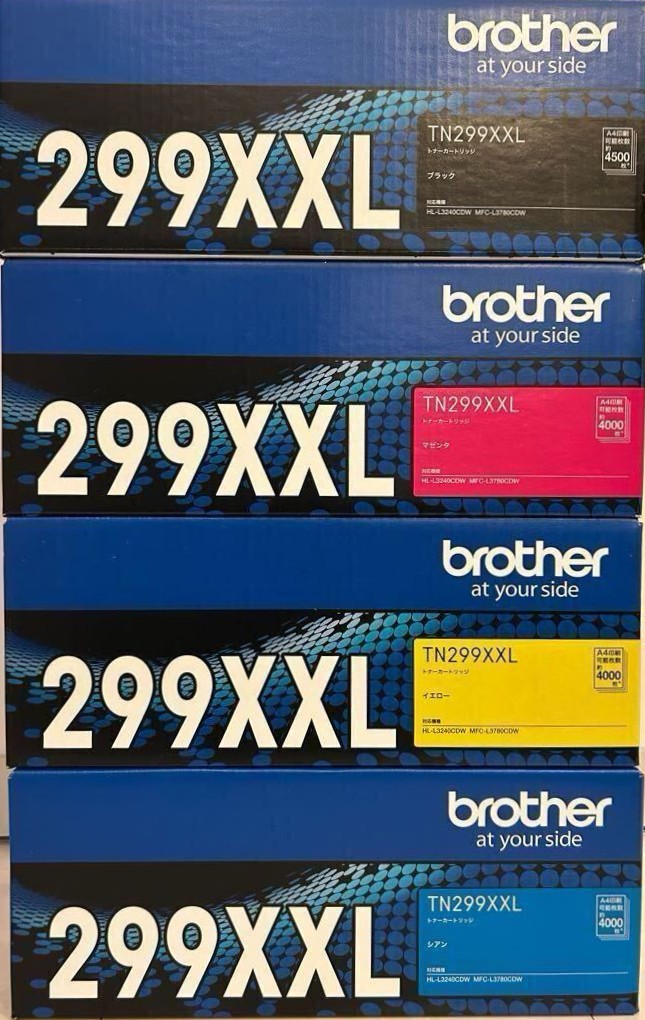 brother
at your side
299XXL
TN299XXL
トナーカートリッジ
ブラック
A4印刷
可能枚数
約
4500
枚*
対応機種
HL-L3240CDW MFC-L3780CDW
brother
at your side
299XXL
TN299XXL
トナーカートリッジ
マゼンタ
A4印刷
可能枚数
約
4000
枚*
対応機種
HL-L3240CDW MFC-L3780CDW
brother
at your side
299XXL
TN299XXL
トナーカートリッジ
イエロー
A4印刷
可能枚数
約
4000
枚*
対応機種
HL-L3240CDW MFC-L3780CDW
brother
at your side
299XXL
TN299XXL
トナーカートリッジ
シアン
A4印刷
可能枚数
約
4000
枚*
対応機種
HL-L3240CDW MFC-L3780CDW